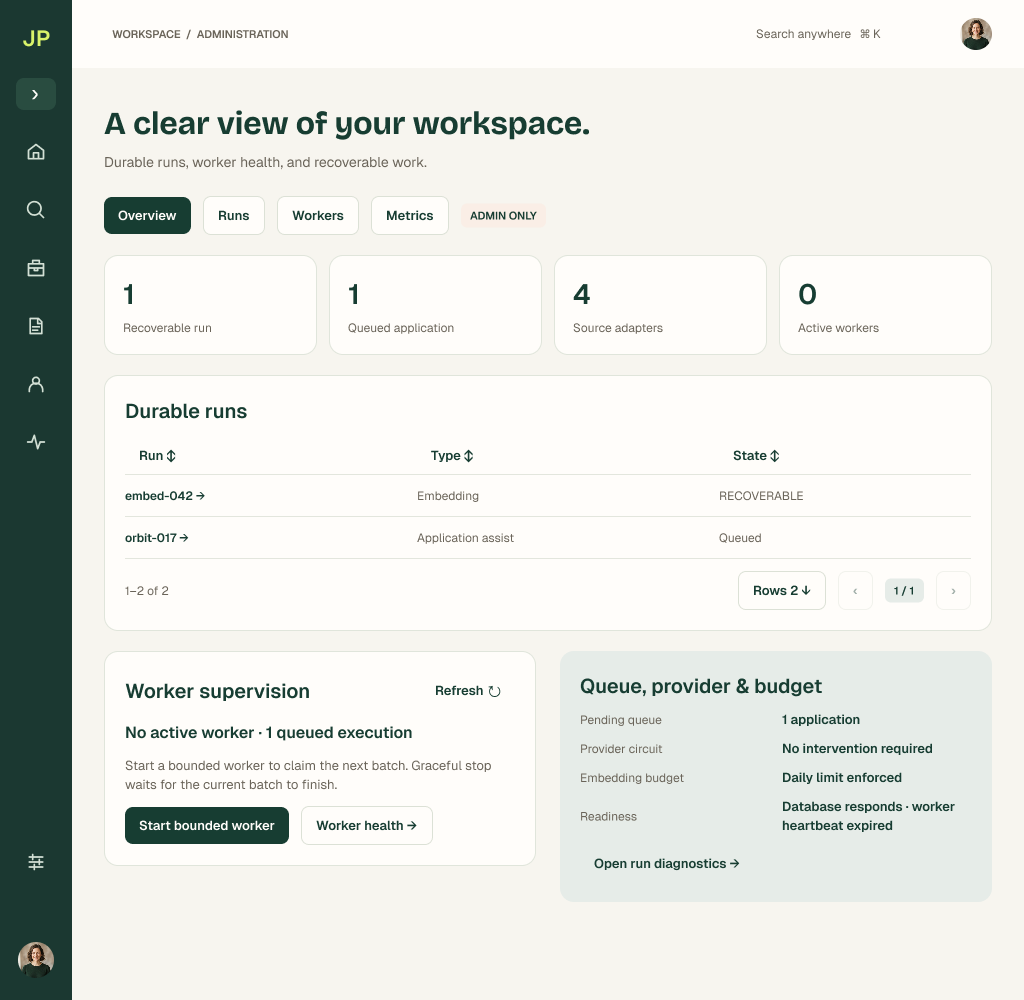 JP
WORKSPACE / ADMINISTRATION
Search anywhere ⌘ K
A clear view of your workspace.
Durable runs, worker health, and recoverable work.
Overview
Runs
Workers
Metrics
ADMIN ONLY
1
Recoverable run
1
Queued application
4
Source adapters
0
Active workers
Durable runs
Run ↕ Type ↕ State ↕
embed-042 → Embedding RECOVERABLE
orbit-017 → Application assist Queued
1–2 of 2
Rows 2 ↓
‹
1 / 1
›
Worker supervision
Refresh ↻
No active worker · 1 queued execution
Start a bounded worker to claim the next batch. Graceful stop
waits for the current batch to finish.
Start bounded worker
Worker health →
Queue, provider & budget
Pending queue 1 application
Provider circuit No intervention required
Embedding budget Daily limit enforced
Readiness Database responds · worker
heartbeat expired
Open run diagnostics →